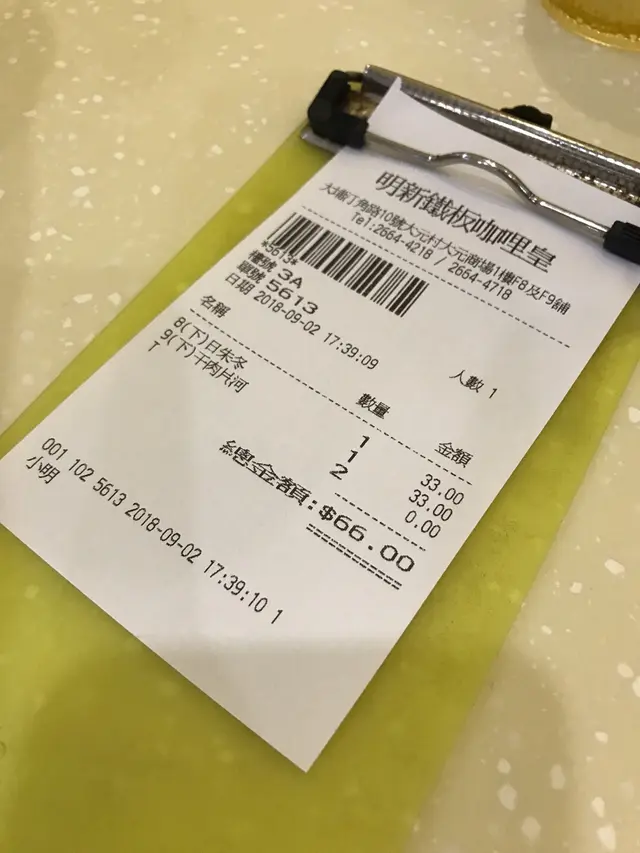 明新鐵板咖哩皇
大埔汀角路10號大元村大元商場1樓F8及F9舖
Tel:2664-4218 / 2664-4718
*5613*
檯號 3A 人數 1
單號 5613
日期 2018-09-02 17:39:09
名稱 數量 金額
8(下)日朱冬 1 33.00
9(下)干肉片河 1 33.00
T 2 0.00
總金額:$66.00
001 102 5613 2018-09-02 17:39:10 1
小明